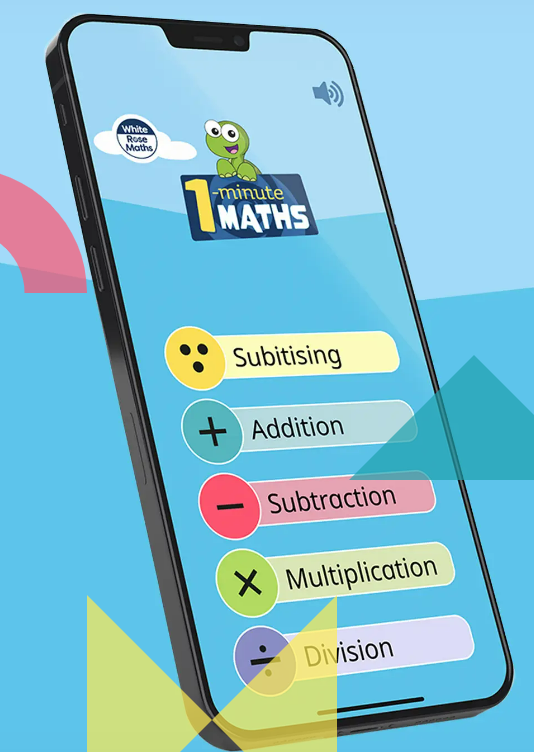 White
Rose
Maths
1-minute
MATHS
Subitising
Addition
Subtraction
Multiplication
Division